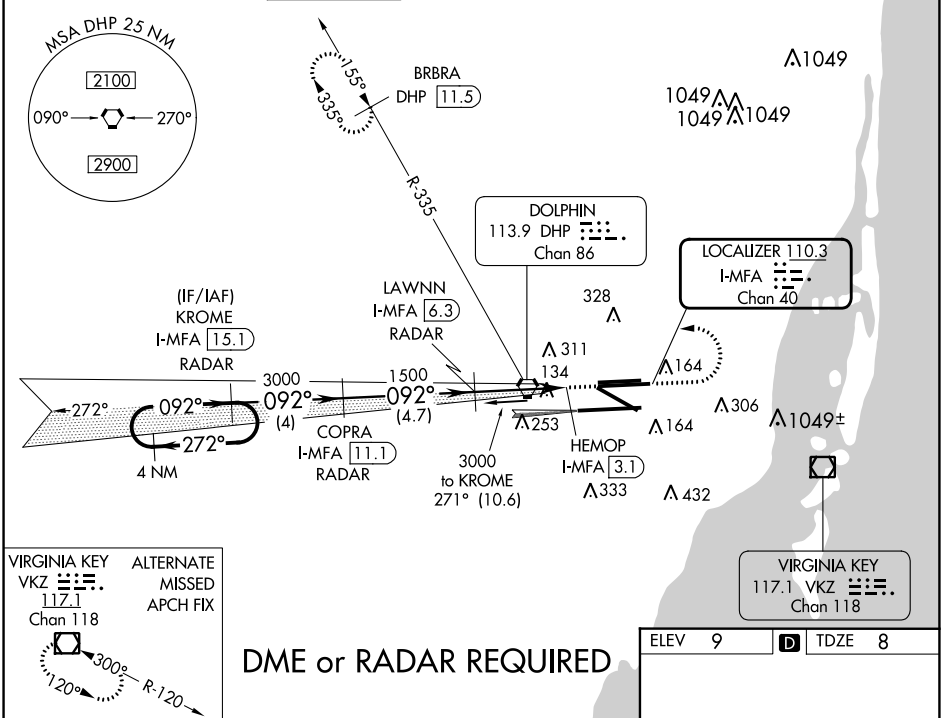 MSA DHP 25 NM
2100
090°
270°
2900
155°
335°
BRBRA
DHP 11.5
R-335
1049
1049
1049
1049
DOLPHIN
113.9 DHP
Chan 86
LOCALIZER 110.3
I-MFA
Chan 40
(IF/IAF)
KROME
I-MFA 15.1
RADAR
LAWNN
I-MFA 6.3
RADAR
328
311
134
164
3000
1500
272°
092°
092°
(4)
092°
(4.7)
272°
4 NM
COPRA
I-MFA 11.1
RADAR
253
306
164
1049±
3000
to KROME
271° (10.6)
HEMOP
I-MFA 3.1
333
432
VIRGINIA KEY
VKZ
117.1
Chan 118
ALTERNATE
MISSED
APCH FIX
300°
120°
R-120
DME or RADAR REQUIRED
VIRGINIA KEY
117.1 VKZ
Chan 118
ELEV 9 D TDZE 8